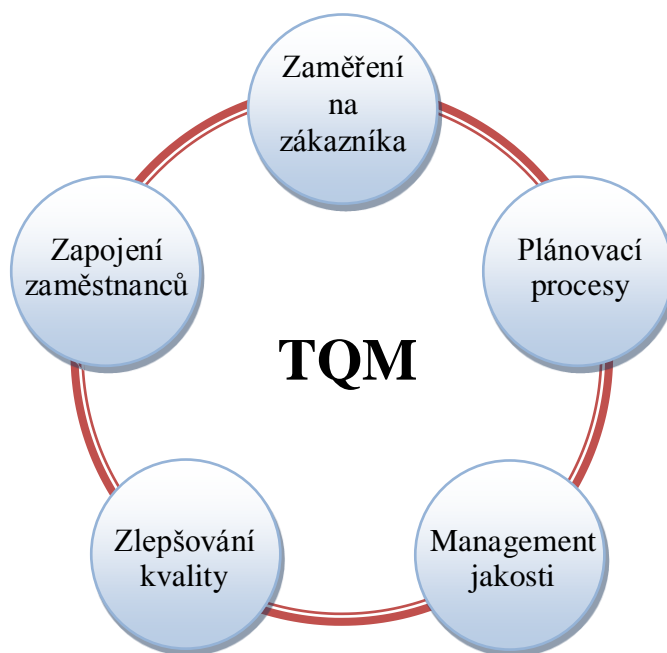 Zaměření
na
zákazníka
Plánovací
procesy
Management
jakosti
Zlepšování
kvality
Zapojení
zaměstnanců
TQM